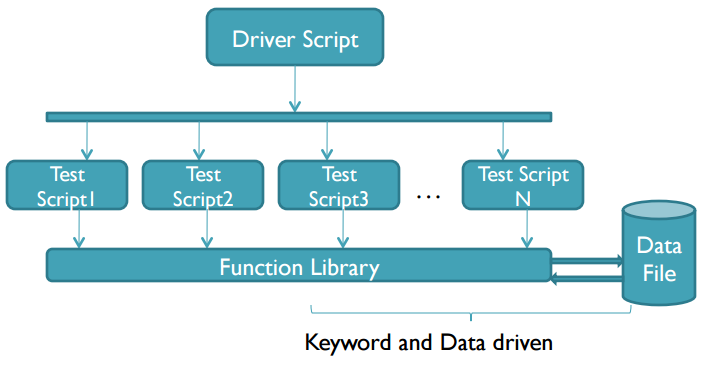 Driver Script
Test
Script1
Test
Script2
Test
Script3
...
Test Script
N
Function Library
Data
File
Keyword and Data driven